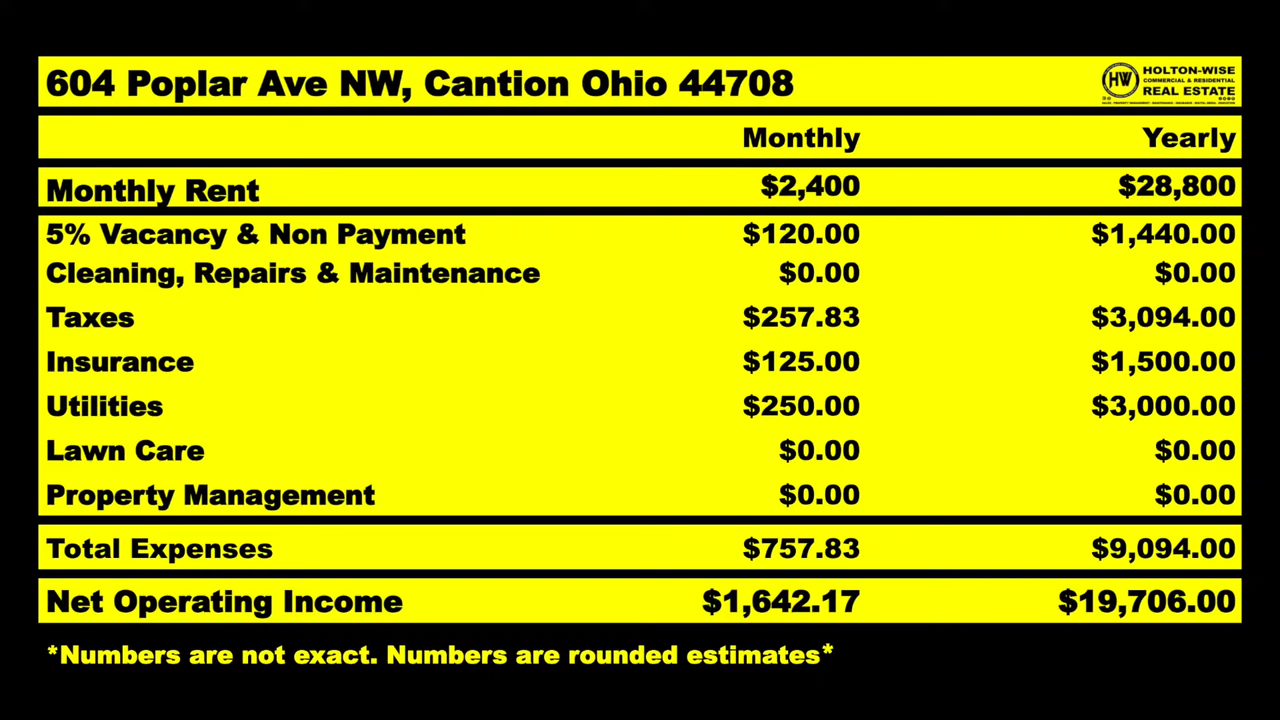 604 Poplar Ave NW, Cantion Ohio 44708
HW
HOLTON-WISE
COMMERCIAL & RESIDENTIAL
REAL ESTATE
Monthly Yearly
Monthly Rent $2,400 $28,800
5% Vacancy & Non Payment $120.00 $1,440.00
Cleaning, Repairs & Maintenance $0.00 $0.00
Taxes $257.83 $3,094.00
Insurance $125.00 $1,500.00
Utilities $250.00 $3,000.00
Lawn Care $0.00 $0.00
Property Management $0.00 $0.00
Total Expenses $757.83 $9,094.00
Net Operating Income $1,642.17 $19,706.00
*Numbers are not exact. Numbers are rounded estimates*